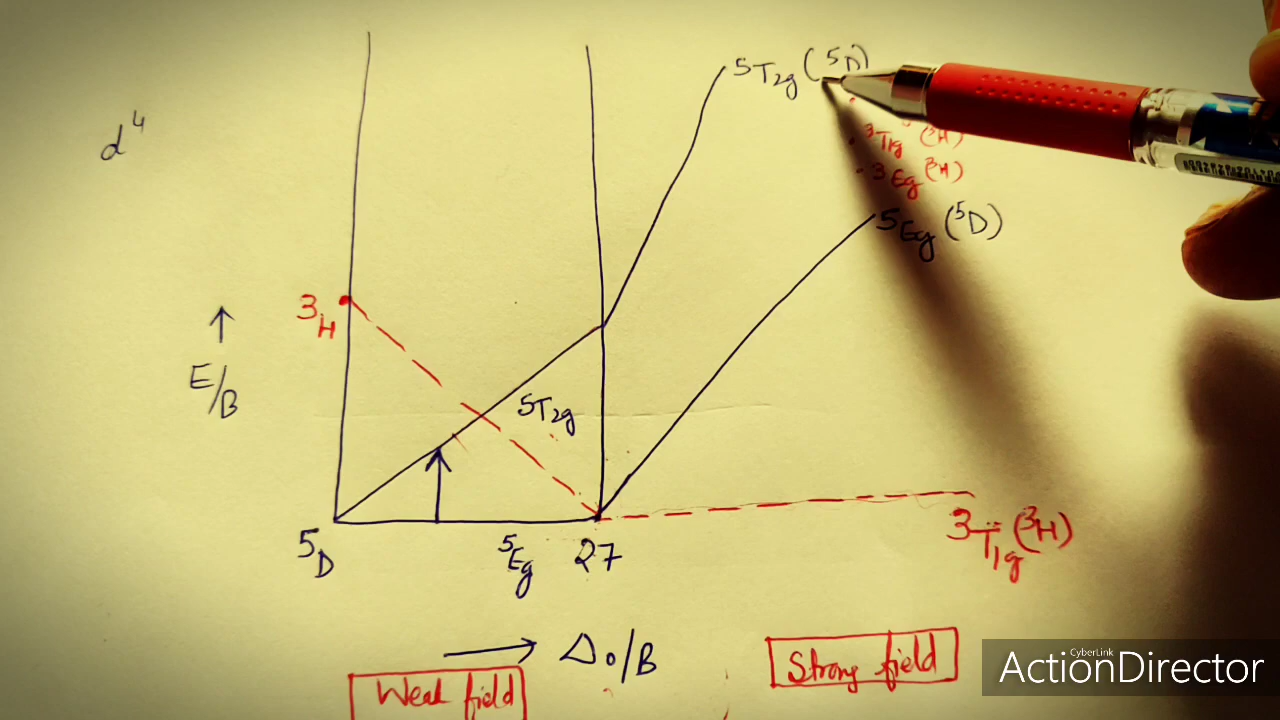 d⁴
⁵T₂g (⁵D)
³T₁g (³H)
³Eg (³H)
⁵Eg (⁵D)
³H
↑
E/B
⁵T₂g
⁵D
⁵Eg
27
³T₁g (³H)
→ Δ₀/B
Strong field
Weak field
CyberLink
ActionDirector